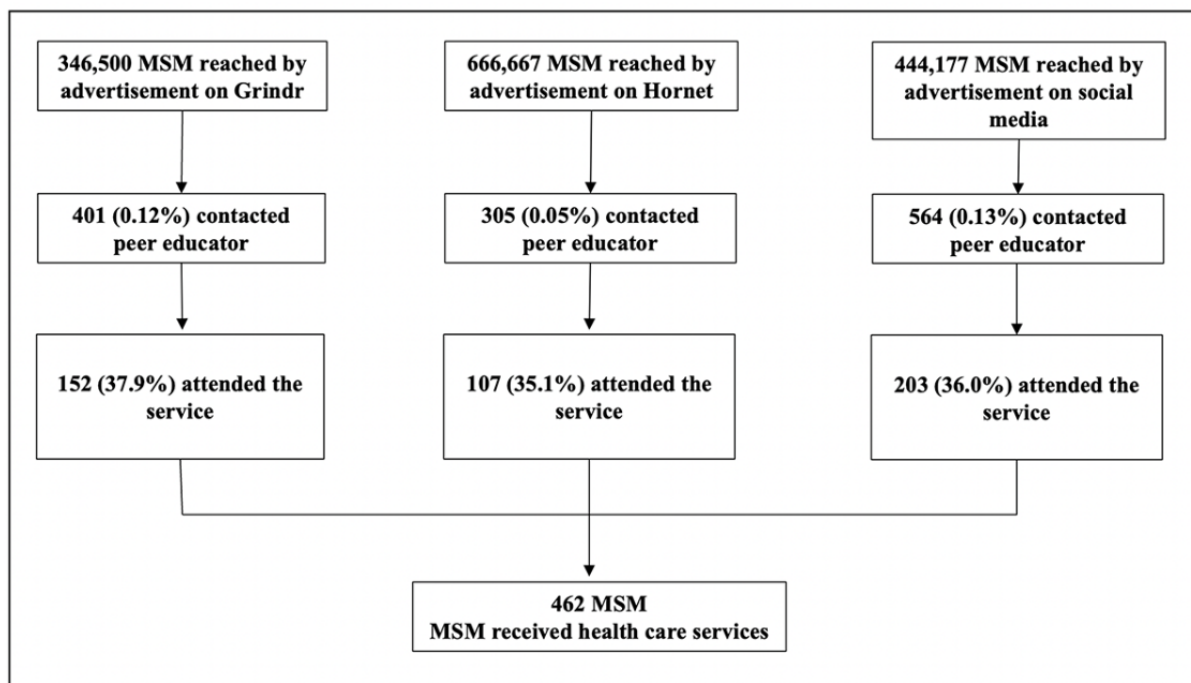 346,500 MSM reached by
advertisement on Grindr
666,667 MSM reached by
advertisement on Hornet
444,177 MSM reached by
advertisement on social
media
401 (0.12%) contacted
peer educator
305 (0.05%) contacted
peer educator
564 (0.13%) contacted
peer educator
152 (37.9%) attended the
service
107 (35.1%) attended the
service
203 (36.0%) attended the
service
462 MSM
MSM received health care services